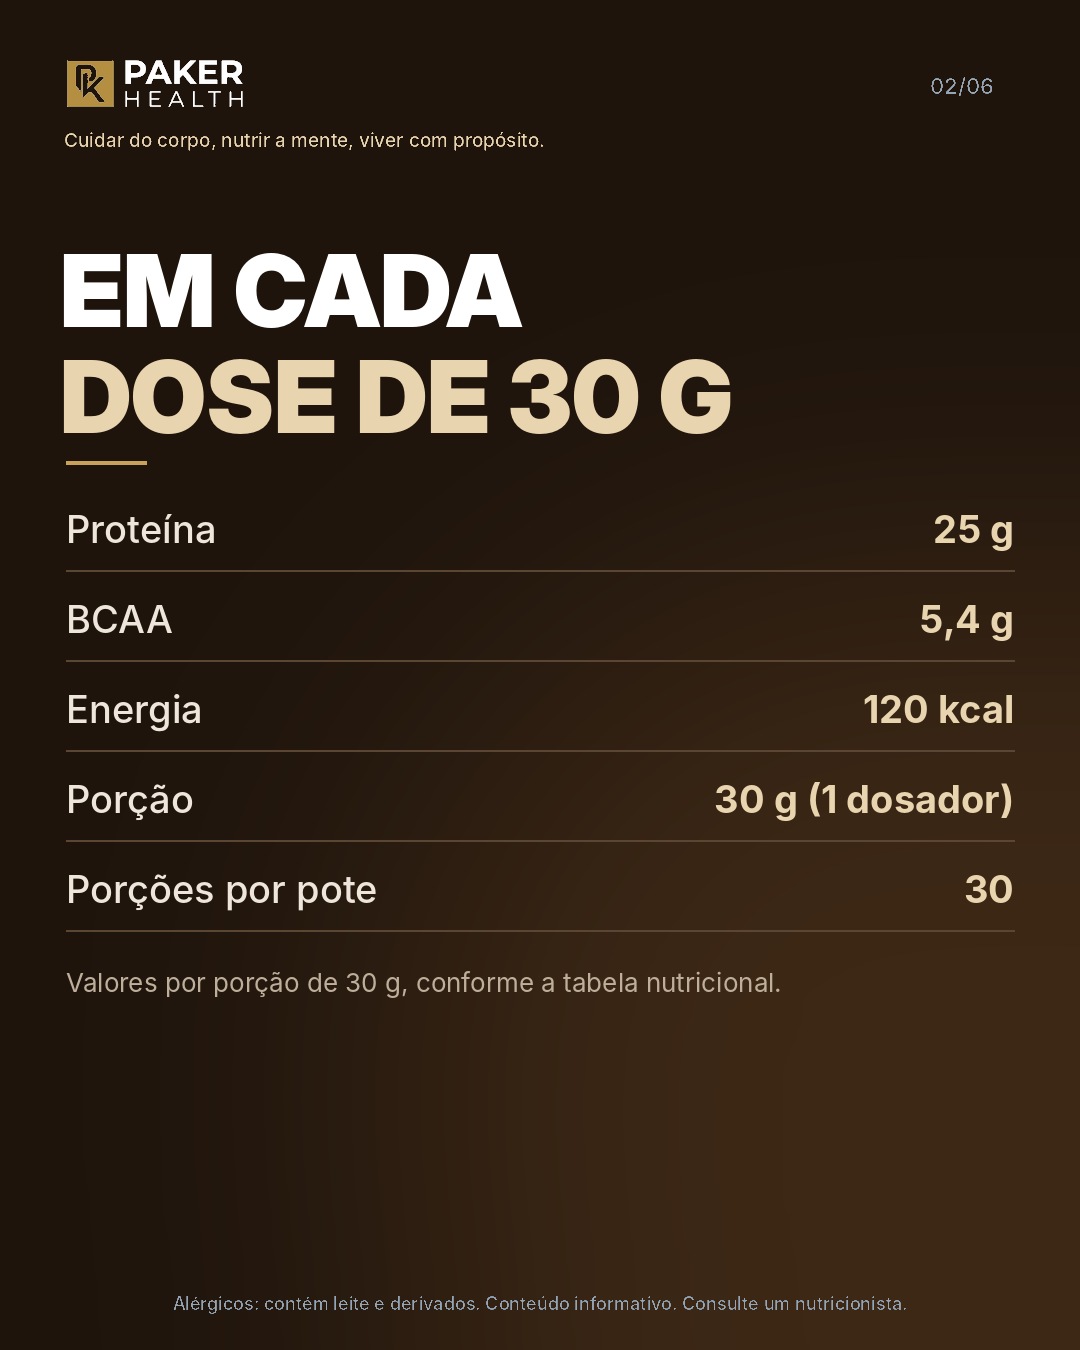 PAKER
HEALTH
02/06
Cuidar do corpo, nutrir a mente, viver com propósito.
EM CADA
DOSE DE 30 G
Proteína 25 g
BCAA 5,4 g
Energia 120 kcal
Porção 30 g (1 dosador)
Porções por pote 30
Valores por porção de 30 g, conforme a tabela nutricional.
Alérgicos: contém leite e derivados. Conteúdo informativo. Consulte um nutricionista.